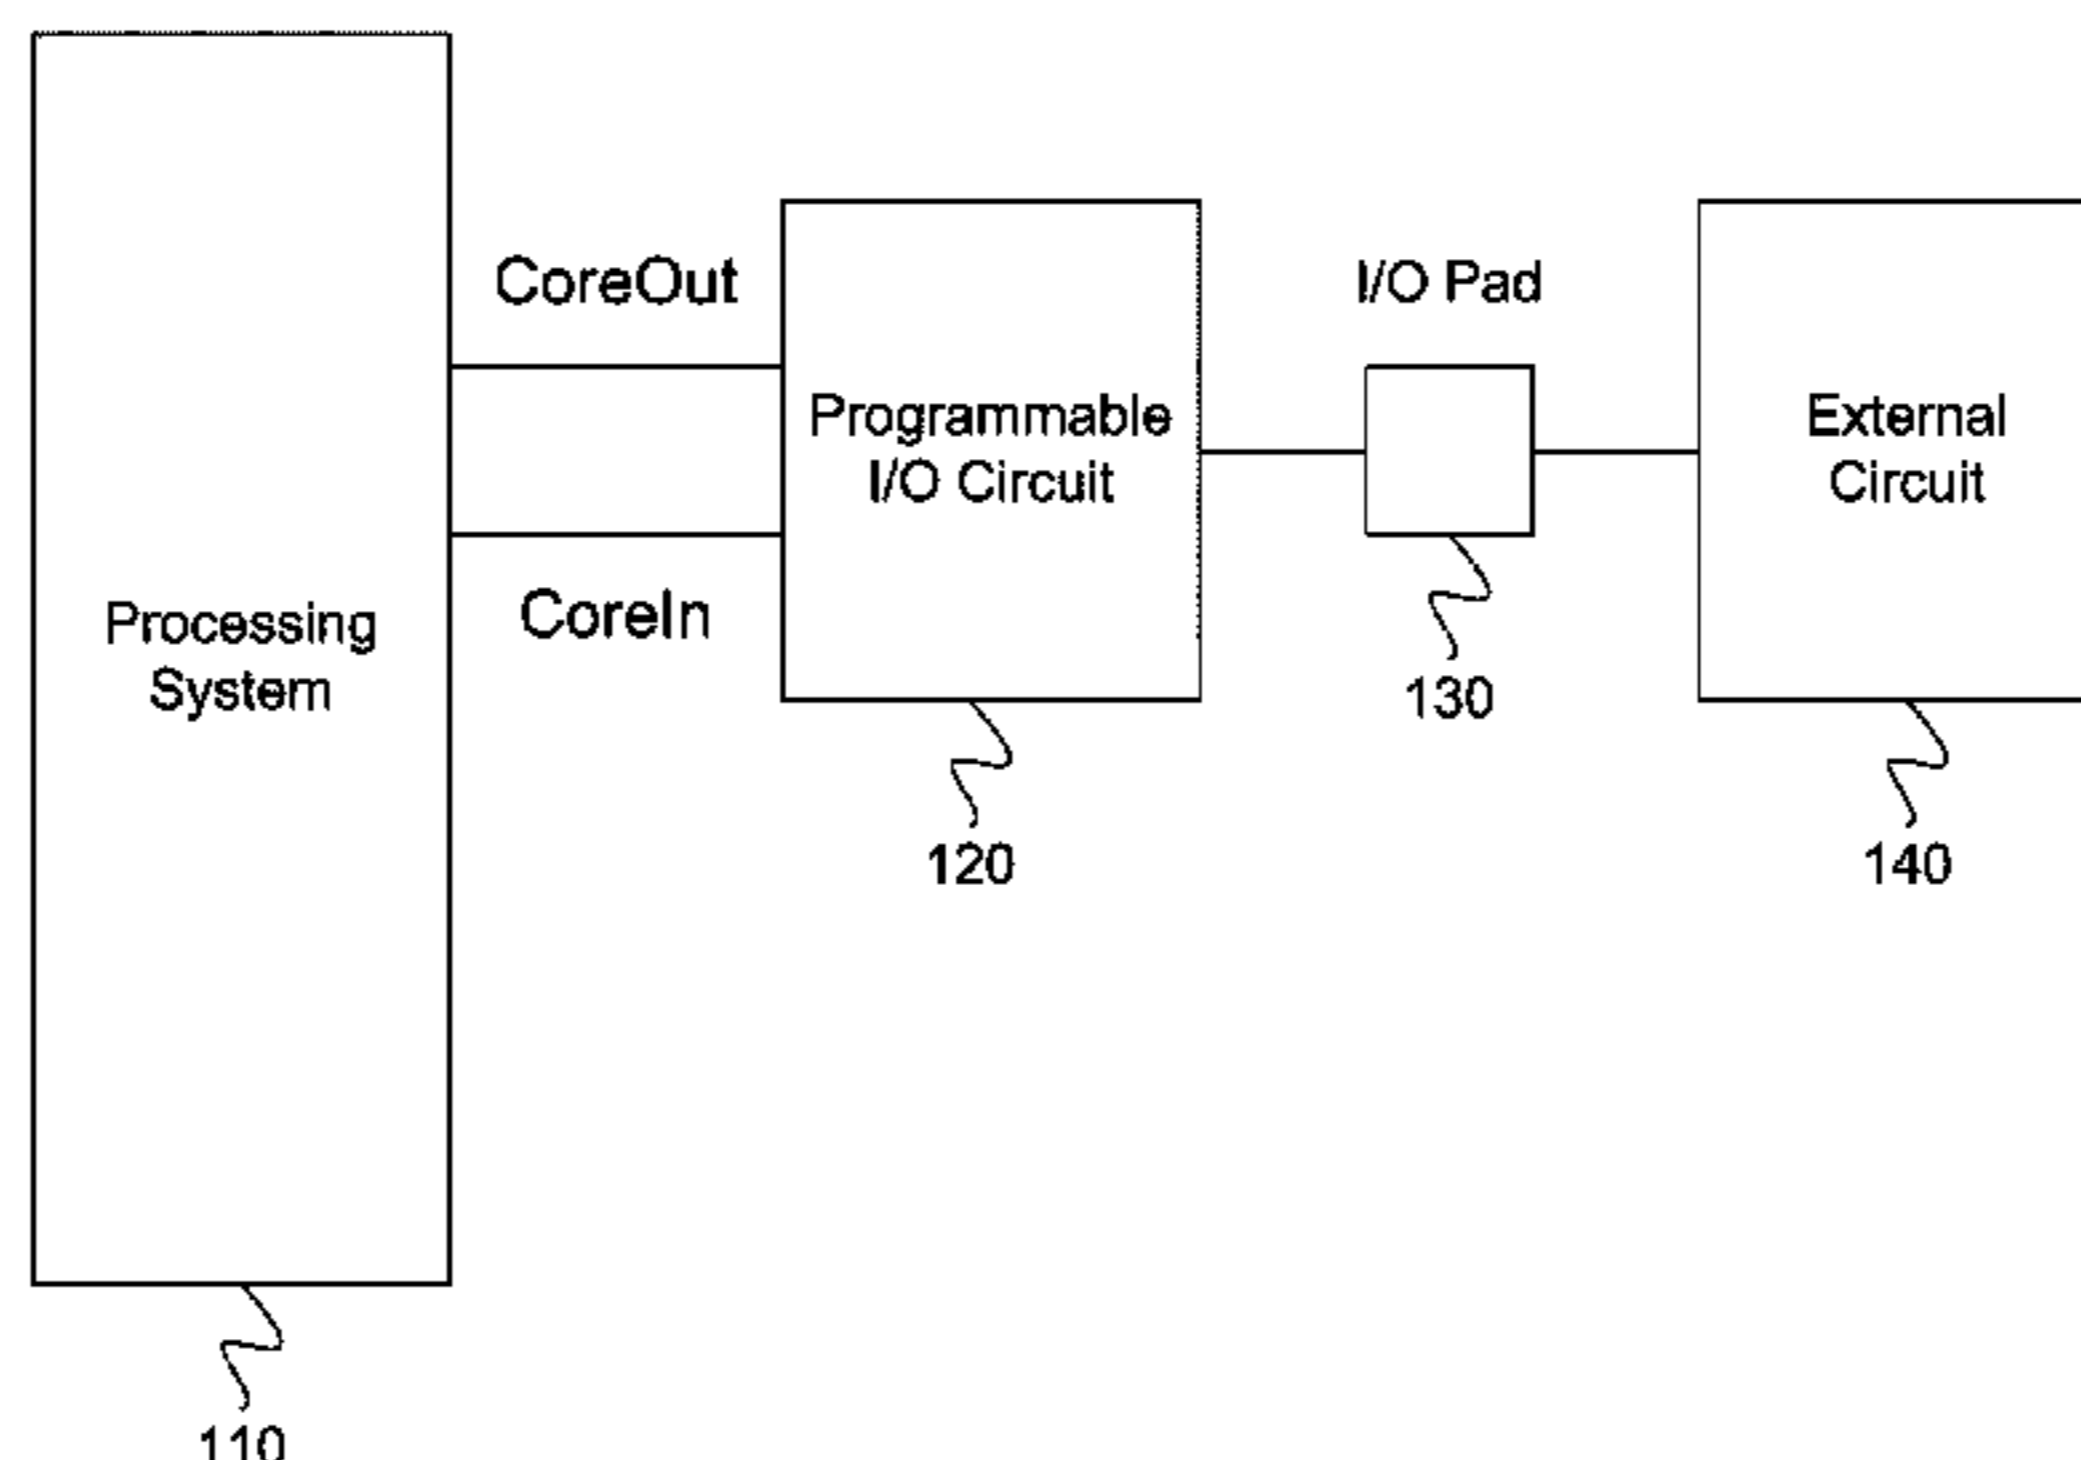 CoreOut
I/O Pad
Programmable
I/O Circuit
External
Circuit
Processing
System
CoreIn
130
120
140
110